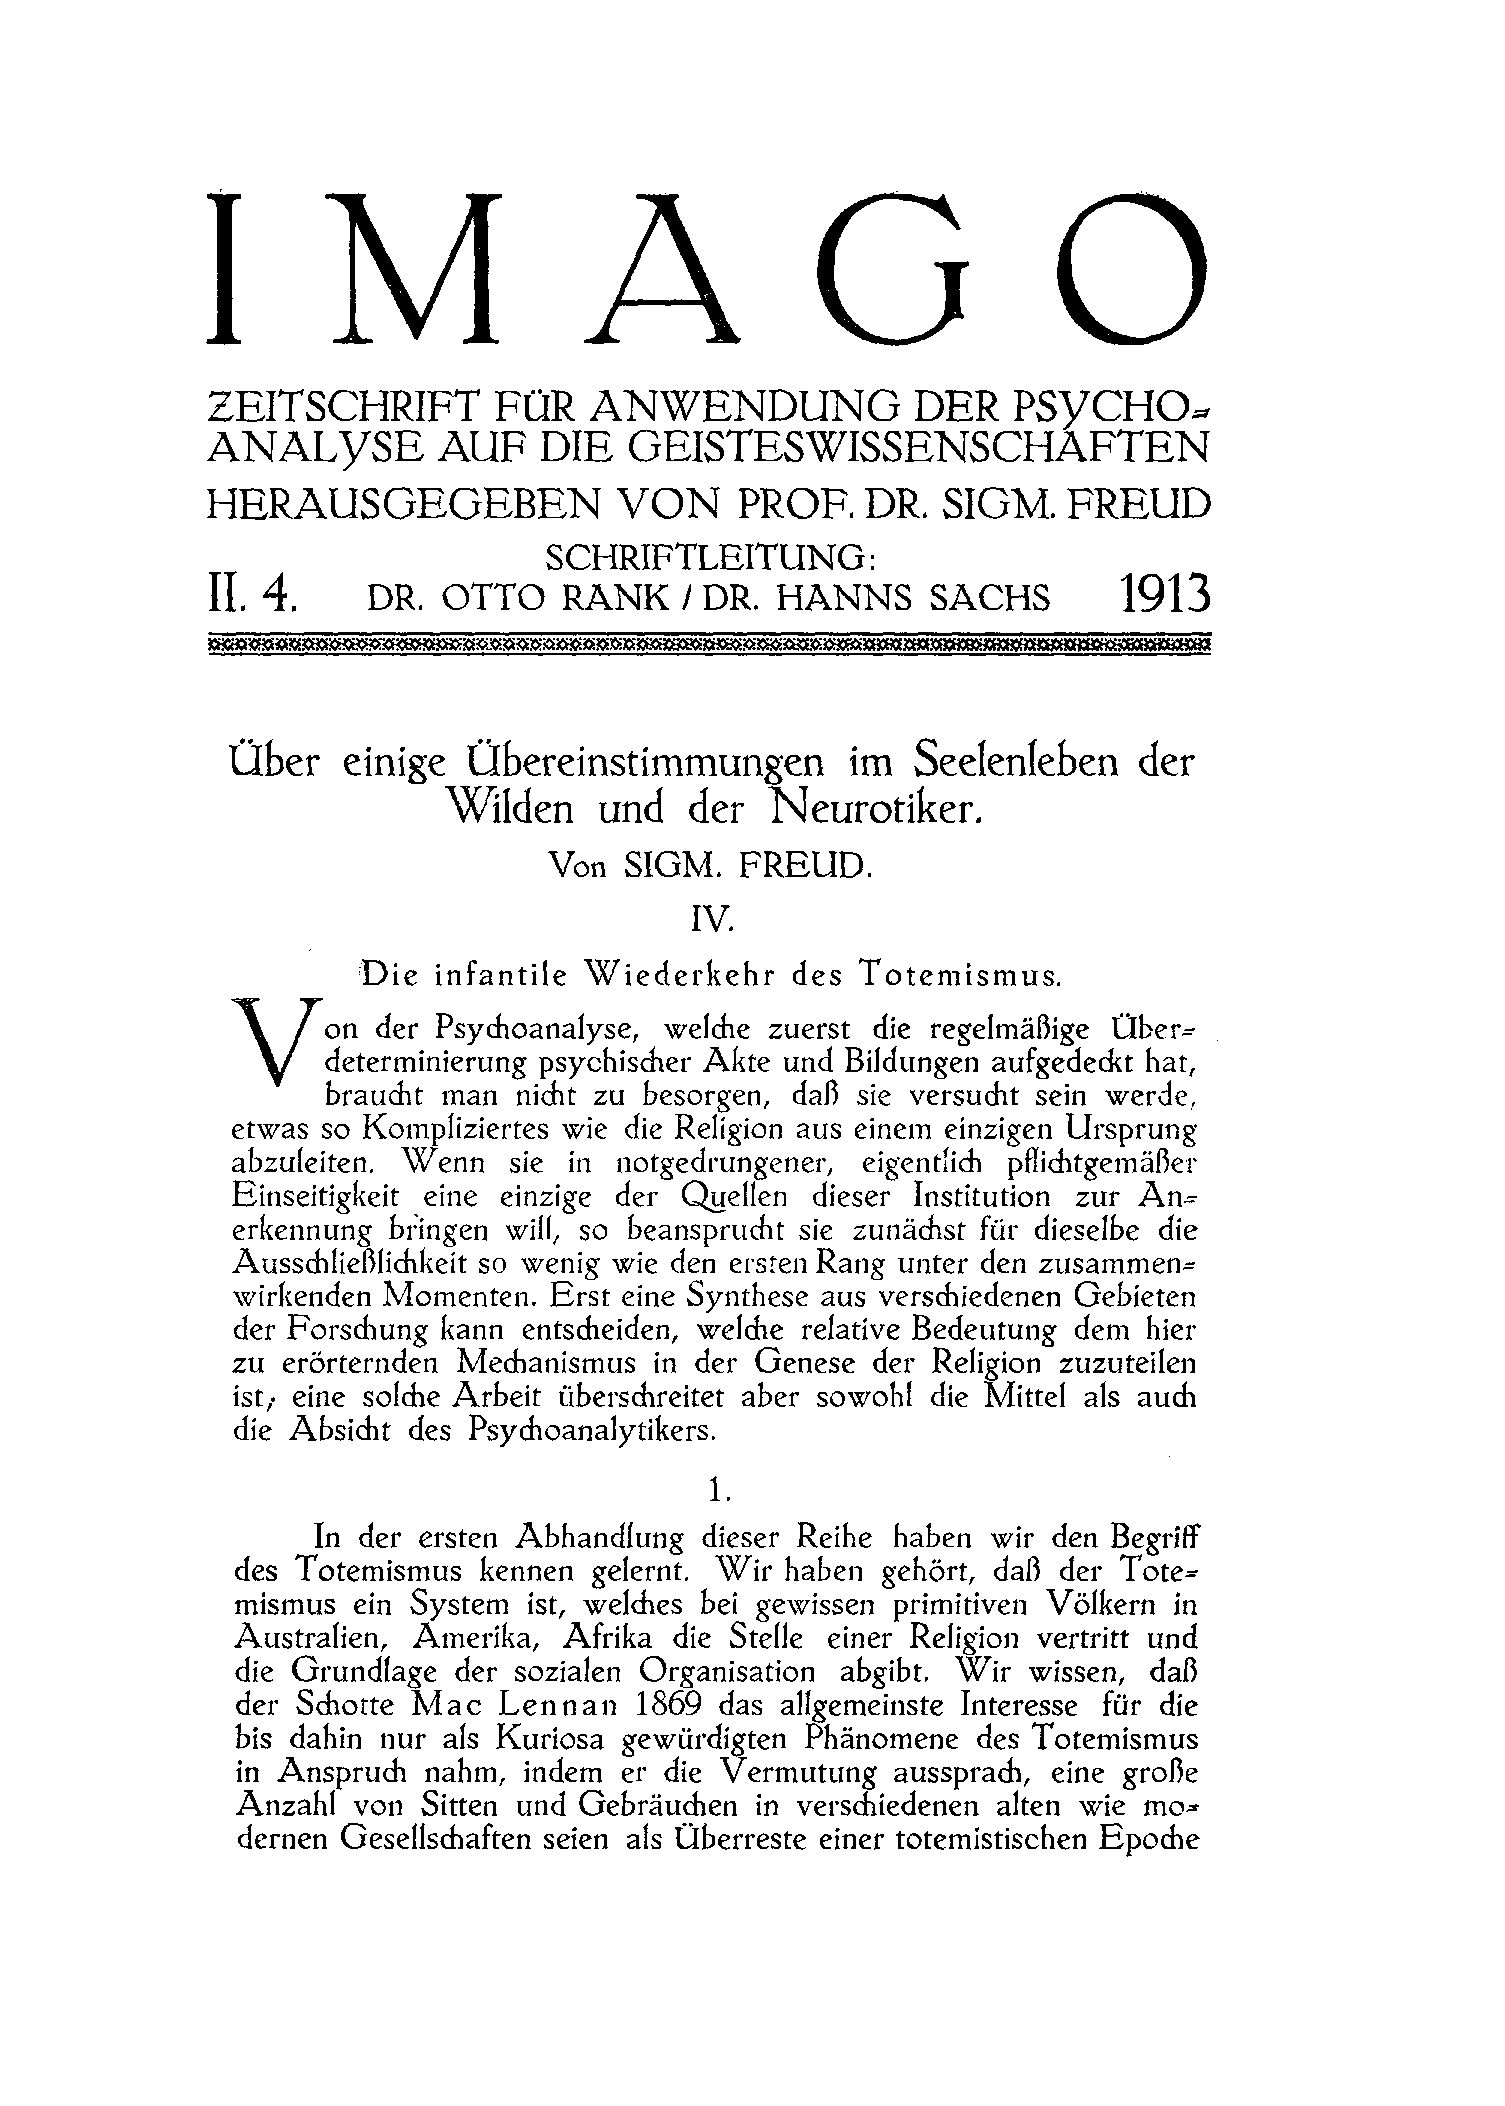 IMAGO
ZEITSCHRIFT FÜR ANWENDUNG DER PSYCHO-
ANALYSE AUF DIE GEISTESWISSENSCHAFTEN
HERAUSGEGEBEN VON PROF. DR. SIGM. FREUD
SCHRIFTLEITUNG:
II. 4. DR. OTTO RANK / DR. HANNS SACHS 1913
Über einige Übereinstimmungen im Seelenleben der
Wilden und der Neurotiker.
Von SIGM. FREUD.
IV.
Die infantile Wiederkehr des Totemismus.
Von der Psychoanalyse, welche zuerst die regelmäßige Über-
determinierung psychischer Akte und Bildungen aufgedeckt hat,
braucht man nicht zu besorgen, daß sie versucht sein werde,
etwas so Kompliziertes wie die Religion aus einem einzigen Ursprung
abzuleiten. Wenn sie in notgedrungener, eigentlich pflichtgemäßer
Einseitigkeit eine einzige der Quellen dieser Institution zur An-
erkennung bringen will, so beansprucht sie zunächst für dieselbe die
Ausschließlichkeit so wenig wie den ersten Rang unter den zusammen-
wirkenden Momenten. Erst eine Synthese aus verschiedenen Gebieten
der Forschung kann entscheiden, welche relative Bedeutung dem hier
zu erörternden Mechanismus in der Genese der Religion zuzuteilen
ist; eine solche Arbeit überschreitet aber sowohl die Mittel als auch
die Absicht des Psychoanalytikers.
1.
In der ersten Abhandlung dieser Reihe haben wir den Begriff
des Totemismus kennen gelernt. Wir haben gehört, daß der Tote-
mismus ein System ist, welches bei gewissen primitiven Völkern in
Australien, Amerika, Afrika die Stelle einer Religion vertritt und
die Grundlage der sozialen Organisation abgibt. Wir wissen, daß
der Schotte Mac Lennan 1869 das allgemeinste Interesse für die
bis dahin nur als Kuriosa gewürdigten Phänomene des Totemismus
in Anspruch nahm, indem er die Vermutung aussprach, eine große
Anzahl von Sitten und Gebräuchen in verschiedenen alten wie mo-
dernen Gesellschaften seien als Überreste einer totemistischen Epoche